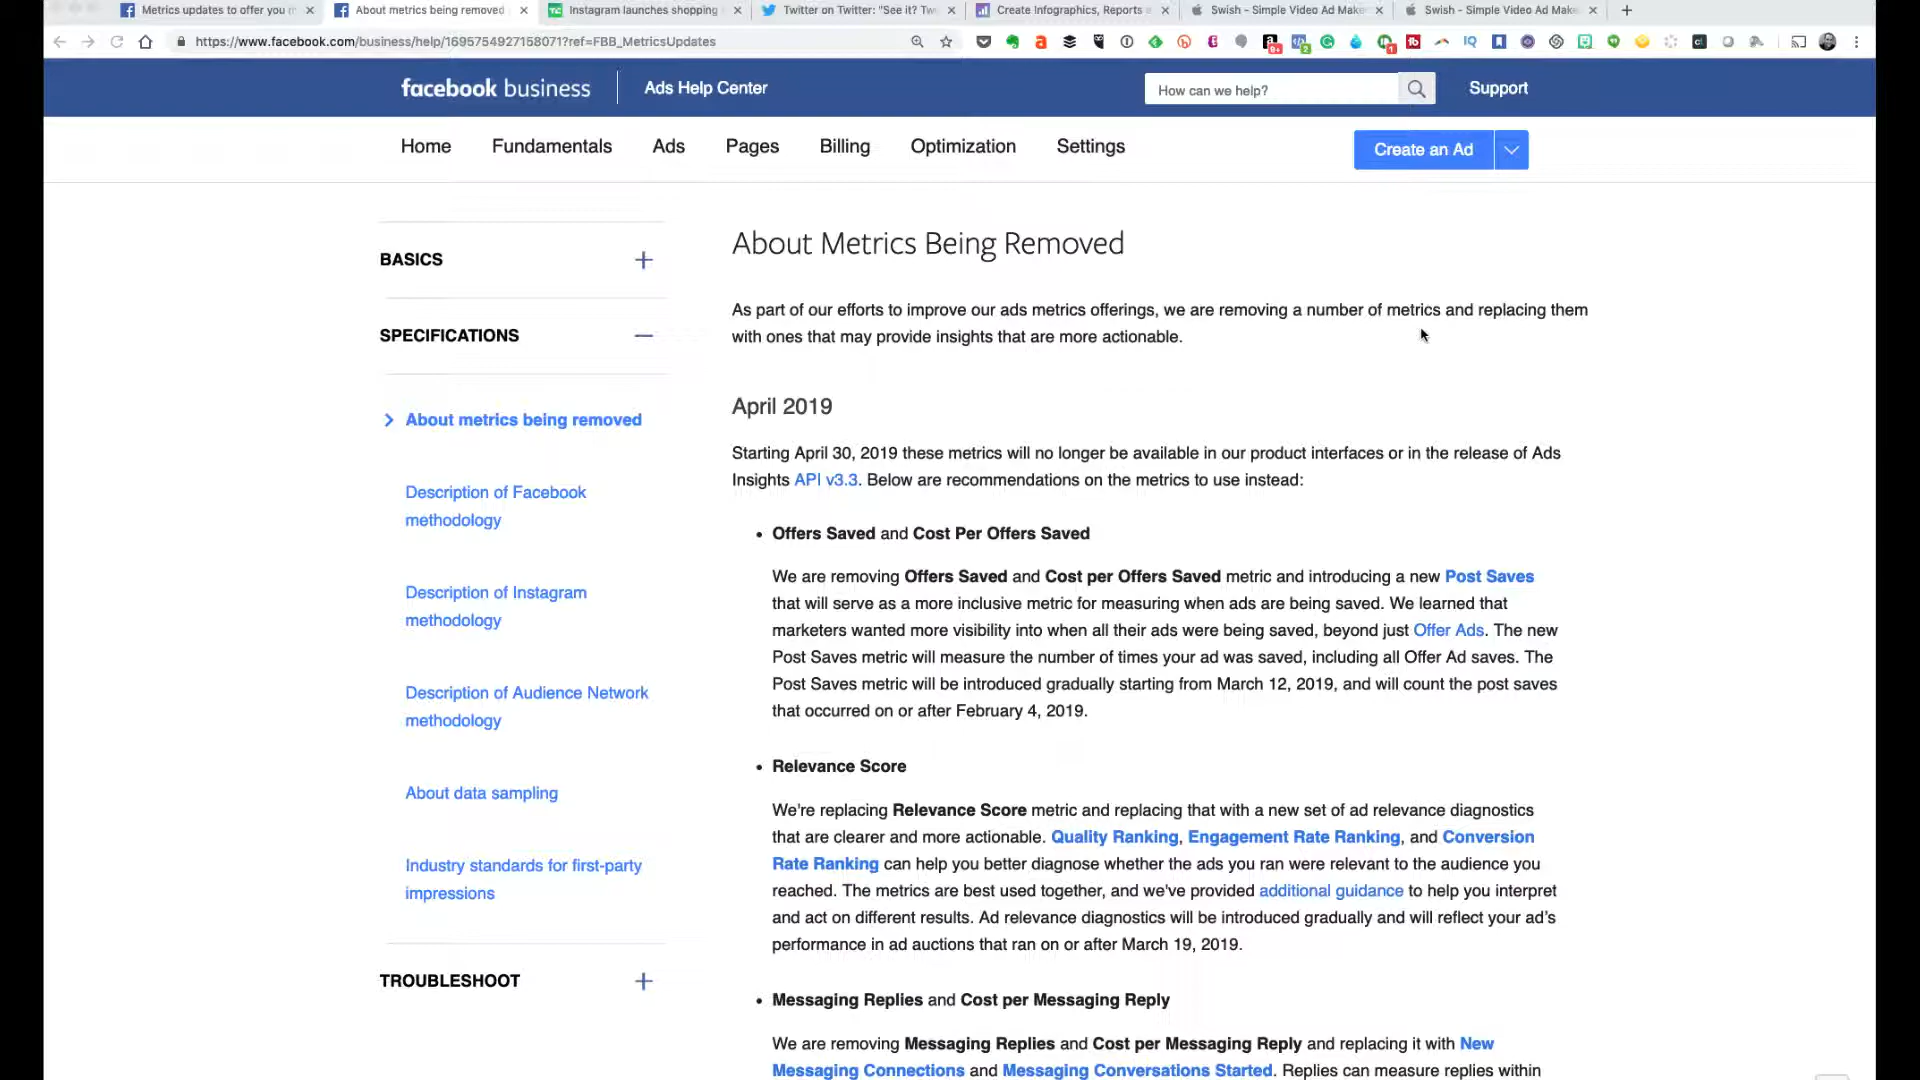 Metrics updates to offer you m
About metrics being removed
Instagram launches shopping
Twitter on Twitter: "See it? Tw
Create Infographics, Reports
Swish - Simple Video Ad Make
Swish - Simple Video Ad Make
https://www.facebook.com/business/help/1695754927158071?ref=FBB_MetricsUpdates
facebook business
Ads Help Center
How can we help?
Support
Home
Fundamentals
Ads
Pages
Billing
Optimization
Settings
Create an Ad
BASICS
SPECIFICATIONS
About metrics being removed
Description of Facebook
methodology
Description of Instagram
methodology
Description of Audience Network
methodology
About data sampling
Industry standards for first-party
impressions
TROUBLESHOOT
About Metrics Being Removed
As part of our efforts to improve our ads metrics offerings, we are removing a number of metrics and replacing them
with ones that may provide insights that are more actionable.
April 2019
Starting April 30, 2019 these metrics will no longer be available in our product interfaces or in the release of Ads
Insights API v3.3. Below are recommendations on the metrics to use instead:
• Offers Saved and Cost Per Offers Saved
We are removing Offers Saved and Cost per Offers Saved metric and introducing a new Post Saves
that will serve as a more inclusive metric for measuring when ads are being saved. We learned that
marketers wanted more visibility into when all their ads were being saved, beyond just Offer Ads. The new
Post Saves metric will measure the number of times your ad was saved, including all Offer Ad saves. The
Post Saves metric will be introduced gradually starting from March 12, 2019, and will count the post saves
that occurred on or after February 4, 2019.
• Relevance Score
We're replacing Relevance Score metric and replacing that with a new set of ad relevance diagnostics
that are clearer and more actionable. Quality Ranking, Engagement Rate Ranking, and Conversion
Rate Ranking can help you better diagnose whether the ads you ran were relevant to the audience you
reached. The metrics are best used together, and we've provided additional guidance to help you interpret
and act on different results. Ad relevance diagnostics will be introduced gradually and will reflect your ad's
performance in ad auctions that ran on or after March 19, 2019.
• Messaging Replies and Cost per Messaging Reply
We are removing Messaging Replies and Cost per Messaging Reply and replacing it with New
Messaging Connections and Messaging Conversations Started. Replies can measure replies within